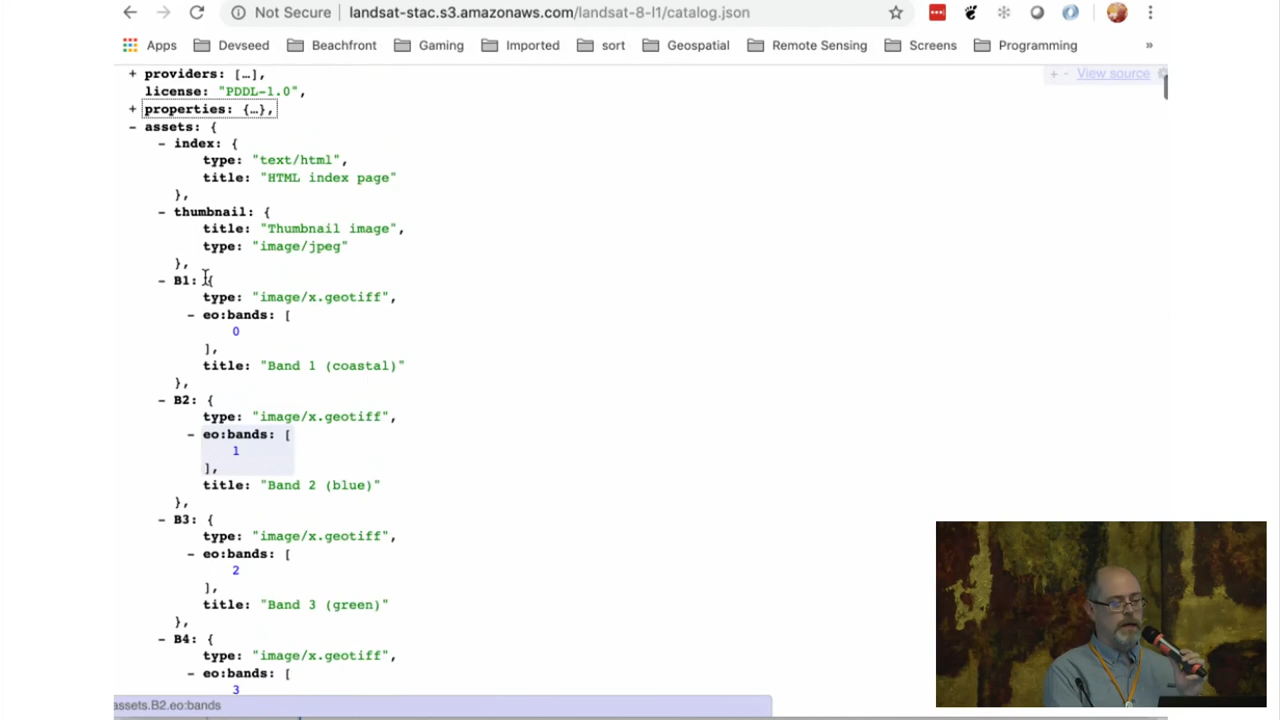 Not Secure | landsat-stac.s3.amazonaws.com/landsat-8-l1/catalog.json
Apps Devseed Beachfront Gaming Imported sort Geospatial Remote Sensing Screens Programming »
+ providers: […],
+ - View source
license: "PDDL-1.0",
+ properties: {…},
- assets: {
- index: {
type: "text/html",
title: "HTML index page"
},
- thumbnail: {
title: "Thumbnail image",
type: "image/jpeg"
},
- B1: {
type: "image/x.geotiff",
- eo:bands: [
0
],
title: "Band 1 (coastal)"
},
- B2: {
type: "image/x.geotiff",
- eo:bands: [
1
],
title: "Band 2 (blue)"
},
- B3: {
type: "image/x.geotiff",
- eo:bands: [
2
],
title: "Band 3 (green)"
},
- B4: {
type: "image/x.geotiff",
- eo:bands: [
3
assets.B2.eo:bands